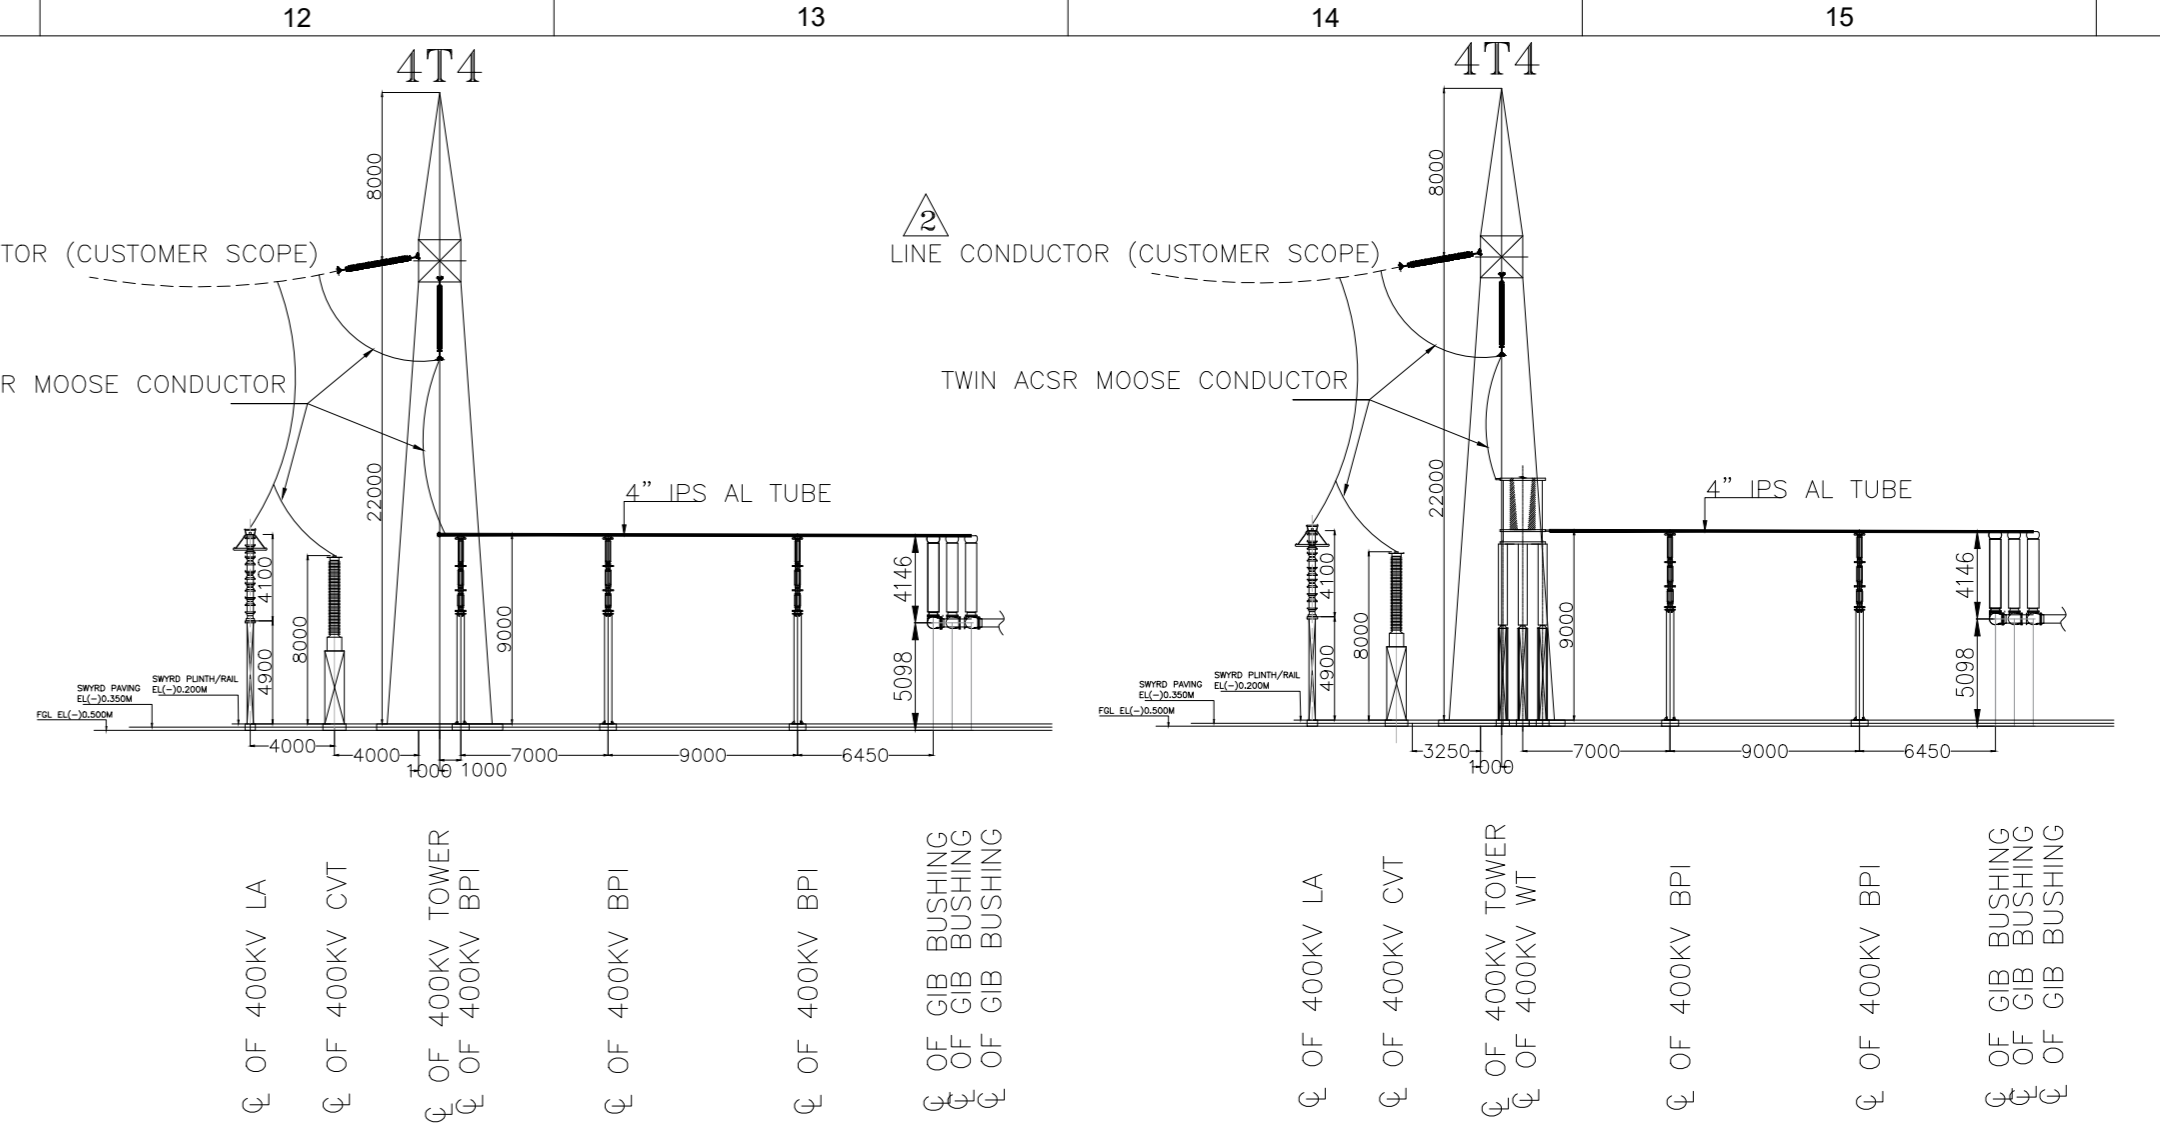 12
13
14
15
4T4
8000
TOR (CUSTOMER SCOPE)
R MOOSE CONDUCTOR
22000
4" IPS AL TUBE
4100
4900
8000
9000
4146
5098
SWYRD PLINTH/RAIL
EL(-)0.200M
SWYRD PAVING
EL(-)0.350M
FGL EL(-)0.500M
4000
4000
1000
1000
7000
9000
6450
℄ OF 400KV LA
℄ OF 400KV CVT
℄ OF 400KV TOWER
℄ OF 400KV BPI
℄ OF 400KV BPI
℄ OF 400KV BPI
℄ OF GIB BUSHING
℄ OF GIB BUSHING
℄ OF GIB BUSHING
4T4
8000
2
LINE CONDUCTOR (CUSTOMER SCOPE)
TWIN ACSR MOOSE CONDUCTOR
22000
4" IPS AL TUBE
4100
4900
8000
9000
4146
5098
SWYRD PLINTH/RAIL
EL(-)0.200M
SWYRD PAVING
EL(-)0.350M
FGL EL(-)0.500M
3250
1000
7000
9000
6450
℄ OF 400KV LA
℄ OF 400KV CVT
℄ OF 400KV TOWER
℄ OF 400KV WT
℄ OF 400KV BPI
℄ OF 400KV BPI
℄ OF GIB BUSHING
℄ OF GIB BUSHING
℄ OF GIB BUSHING